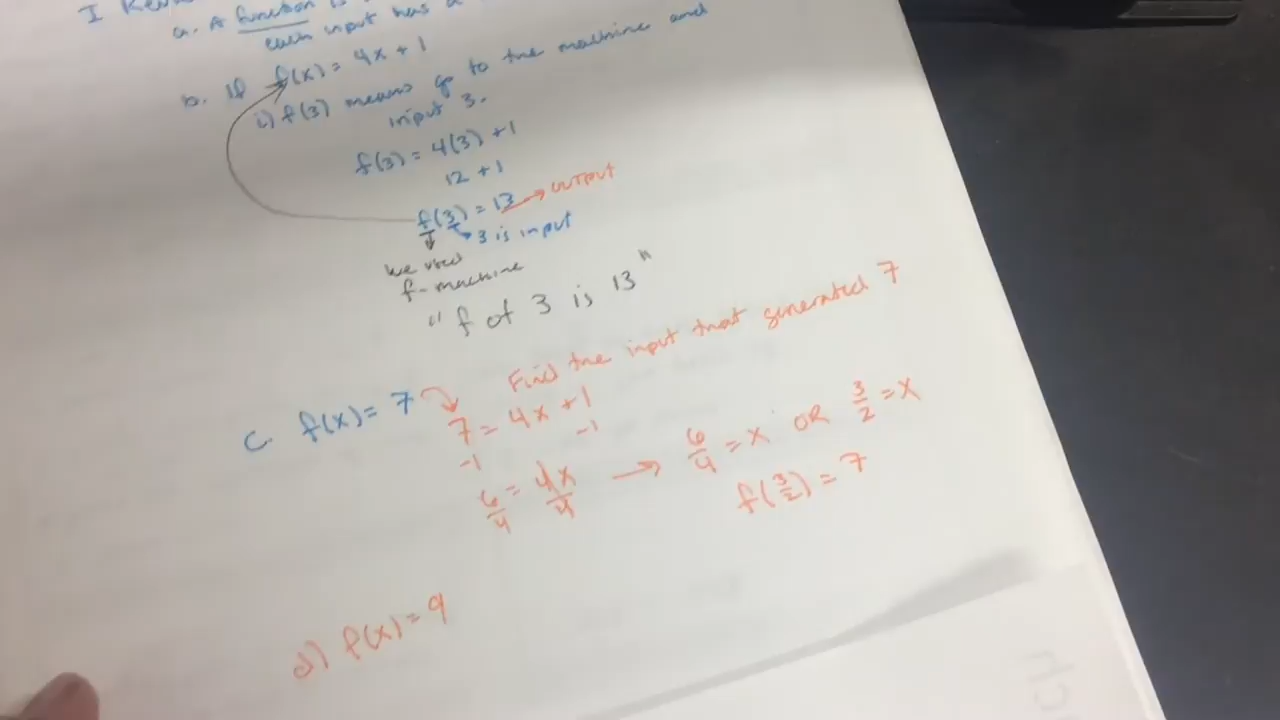 I
a. A function is
each input has a
b. If f(x) = 4x + 1
i) f(3) means go to the machine and
input 3.
f(3) = 4(3) + 1
12 + 1
f(3) = 13 → OUTPUT
3 is input
we used
f-machine
"f of 3 is 13"
c. f(x) = 7
Find the input that generated 7
7 = 4x + 1
-1 -1
6/4 = 4x/4 → 6/4 = x OR 3/2 = x
f(3/2) = 7
d) f(x) = 9